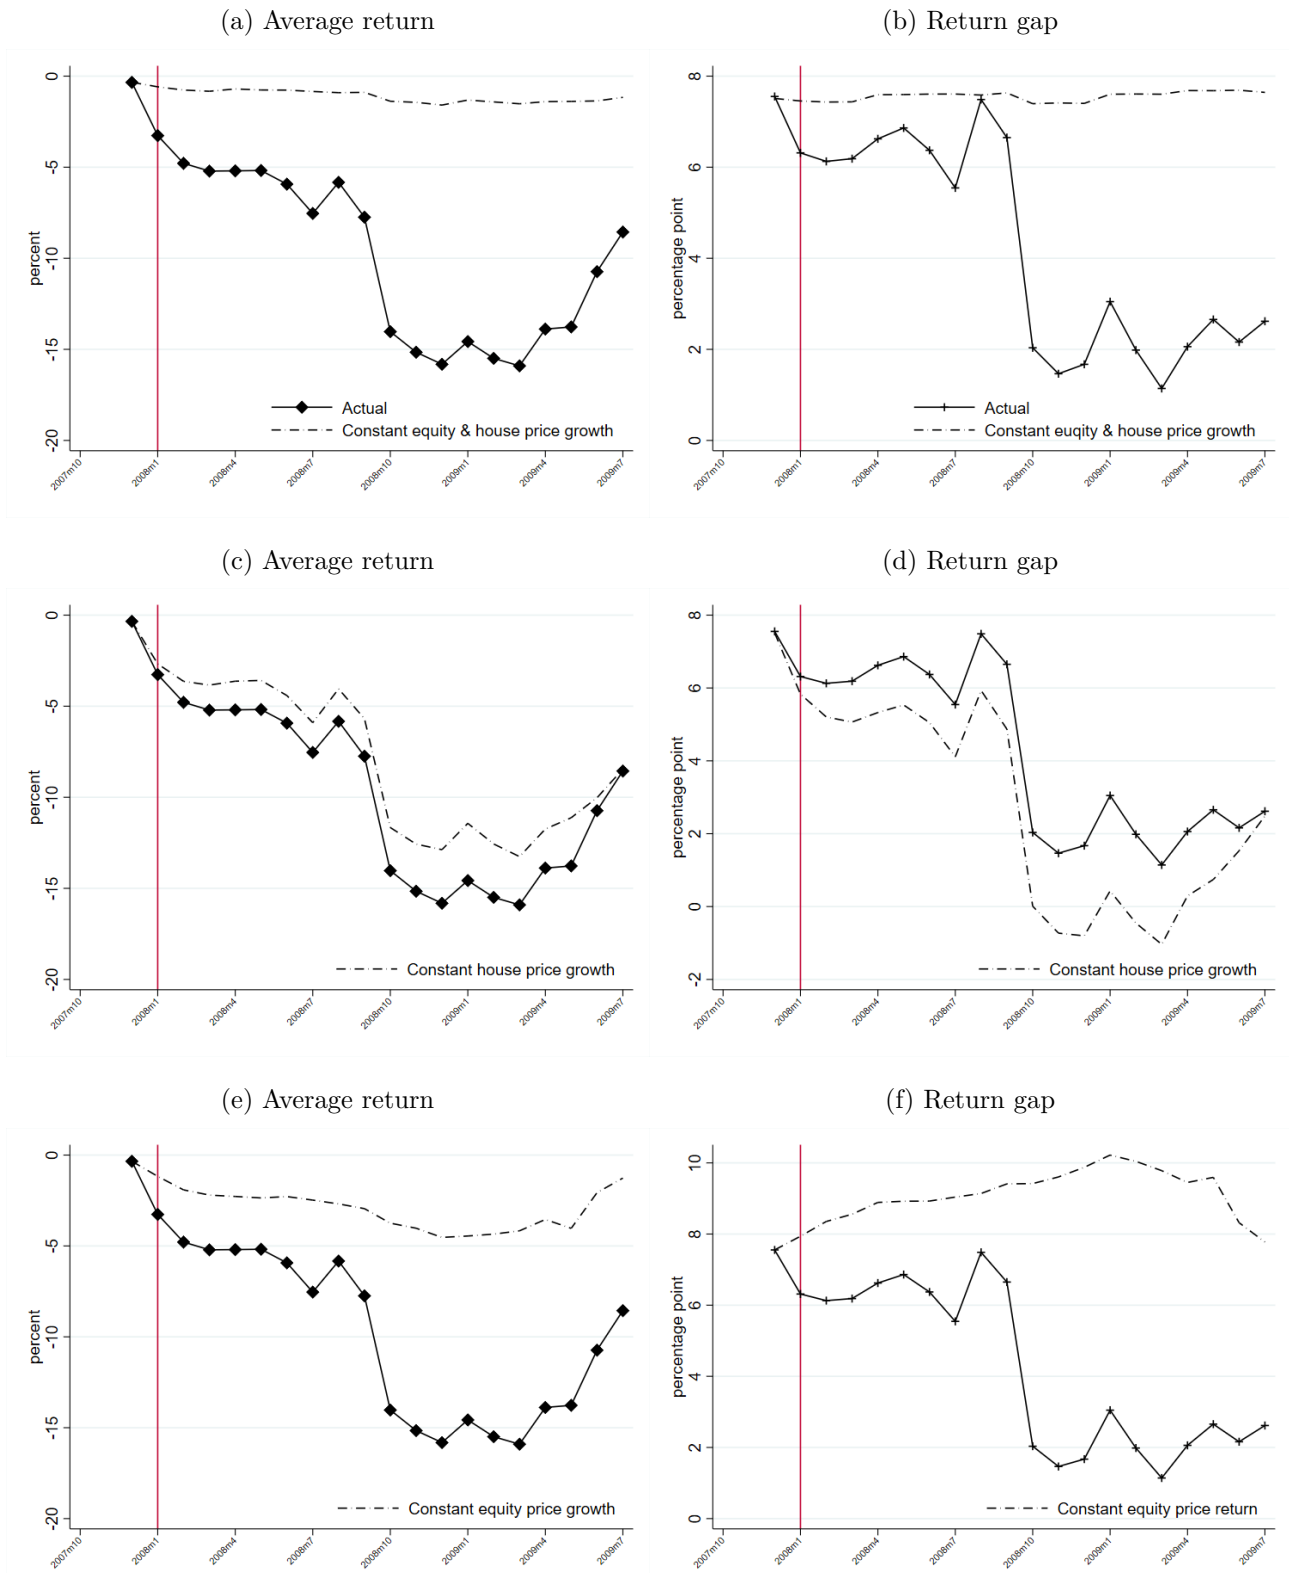 (a) Average return
(b) Return gap
0
-5
-10
-15
-20
percent
Actual
Constant equity & house price growth
2007m10
2008m1
2008m4
2008m7
2008m10
2009m1
2009m4
2009m7
8
6
4
2
0
percentage point
Actual
Constant euqity & house price growth
2007m10
2008m1
2008m4
2008m7
2008m10
2009m1
2009m4
2009m7
(c) Average return
(d) Return gap
0
-5
-10
-15
-20
percent
Constant house price growth
2007m10
2008m1
2008m4
2008m7
2008m10
2009m1
2009m4
2009m7
8
6
4
2
0
-2
percentage point
Constant house price growth
2007m10
2008m1
2008m4
2008m7
2008m10
2009m1
2009m4
2009m7
(e) Average return
(f) Return gap
0
-5
-10
-15
-20
percent
Constant equity price growth
2007m10
2008m1
2008m4
2008m7
2008m10
2009m1
2009m4
2009m7
10
8
6
4
2
0
percentage point
Constant equity price return
2007m10
2008m1
2008m4
2008m7
2008m10
2009m1
2009m4
2009m7